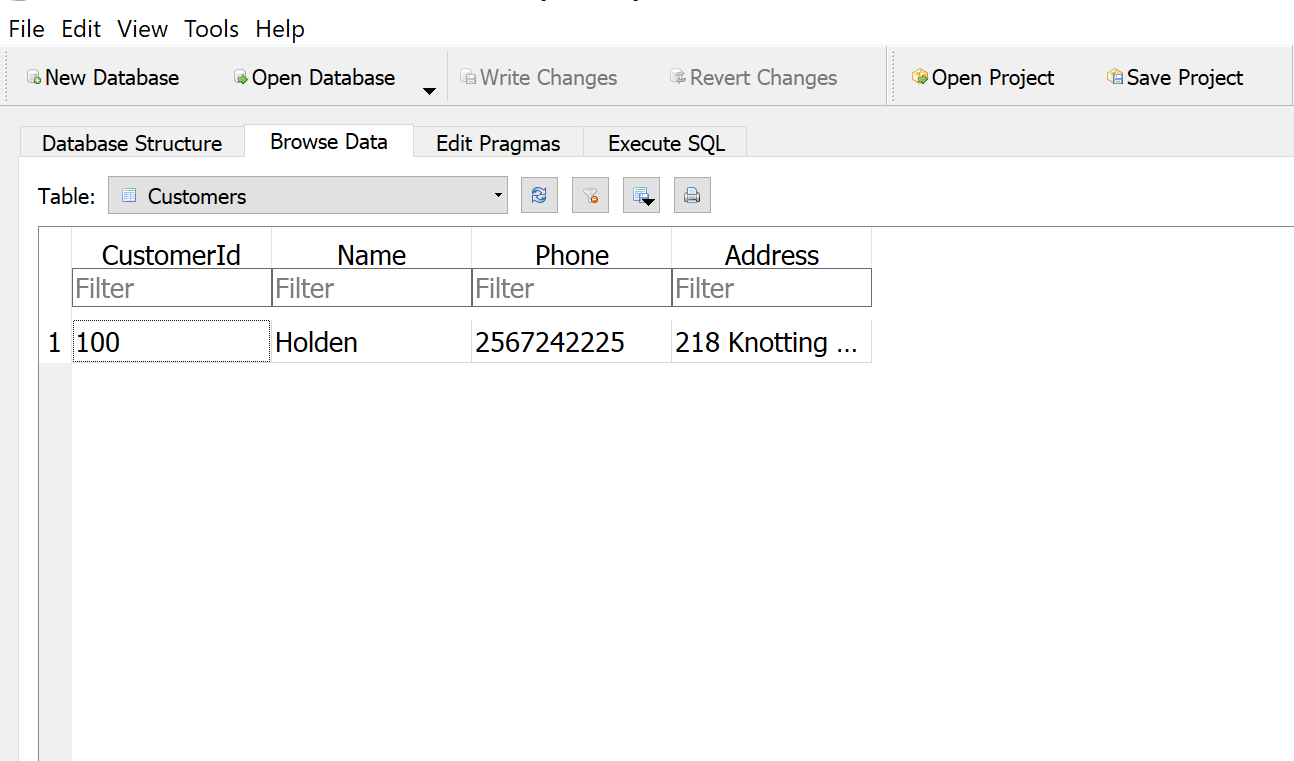 File Edit View Tools Help
New Database Open Database Write Changes Revert Changes Open Project Save Project
Database Structure Browse Data Edit Pragmas Execute SQL
Table: Customers
CustomerId Name Phone Address
Filter Filter Filter Filter
1 100 Holden 2567242225 218 Knotting ...